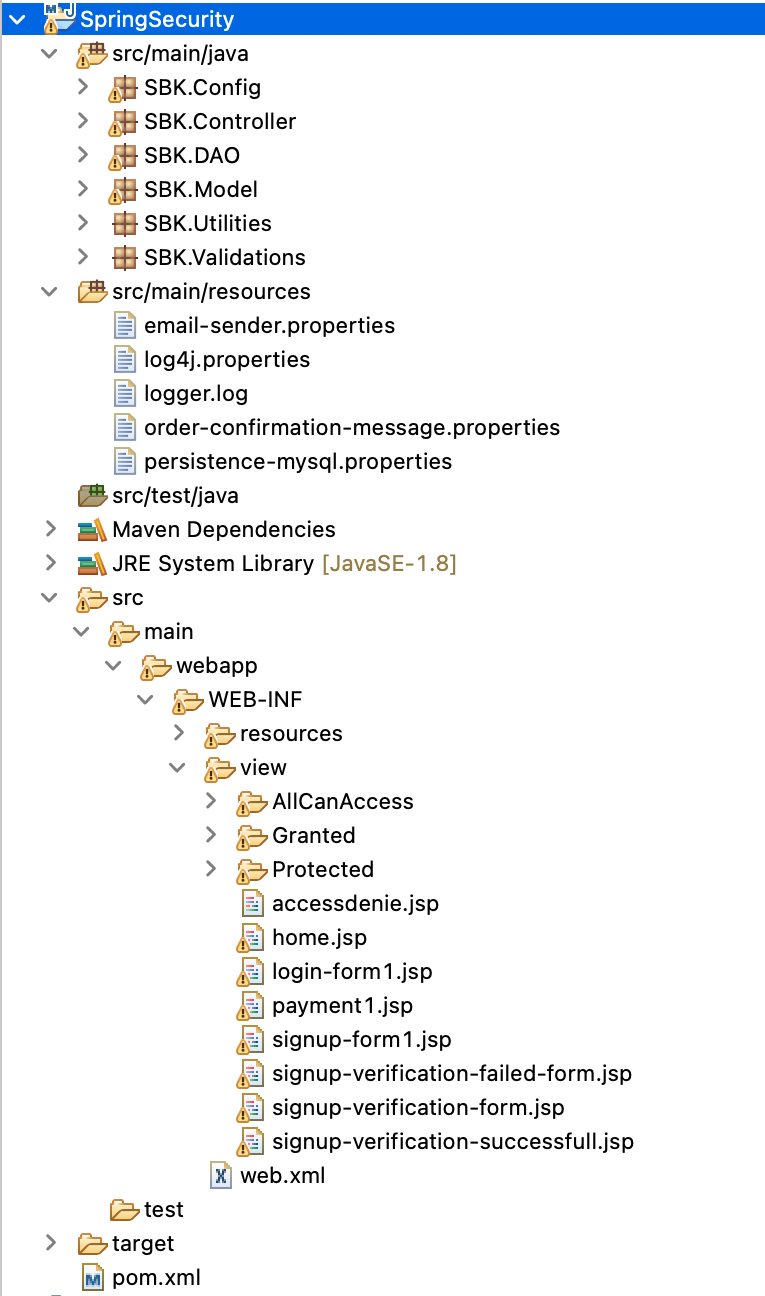 SpringSecurity
src/main/java
SBK.Config
SBK.Controller
SBK.DAO
SBK.Model
SBK.Utilities
SBK.Validations
src/main/resources
email-sender.properties
log4j.properties
logger.log
order-confirmation-message.properties
persistence-mysql.properties
src/test/java
Maven Dependencies
JRE System Library [JavaSE-1.8]
src
main
webapp
WEB-INF
resources
view
AllCanAccess
Granted
Protected
accessdenie.jsp
home.jsp
login-form1.jsp
payment1.jsp
signup-form1.jsp
signup-verification-failed-form.jsp
signup-verification-form.jsp
signup-verification-successfull.jsp
web.xml
test
target
pom.xml